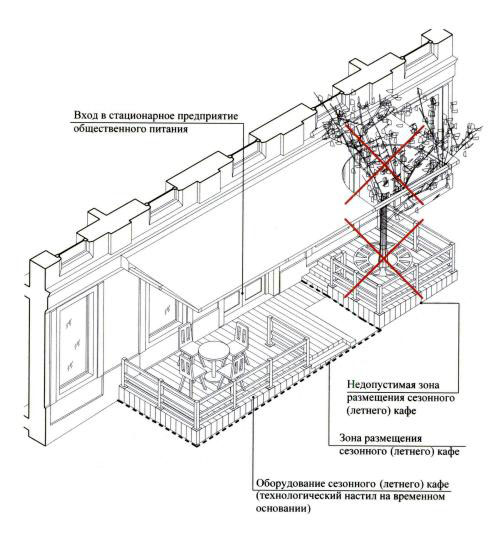 Вход в стационарное предприятие
общественного питания
Недопустимая зона
размещения сезонного
(летнего) кафе
Зона размещения
сезонного (летнего) кафе
Оборудование сезонного (летнего) кафе
(технологический настил на временном
основании)